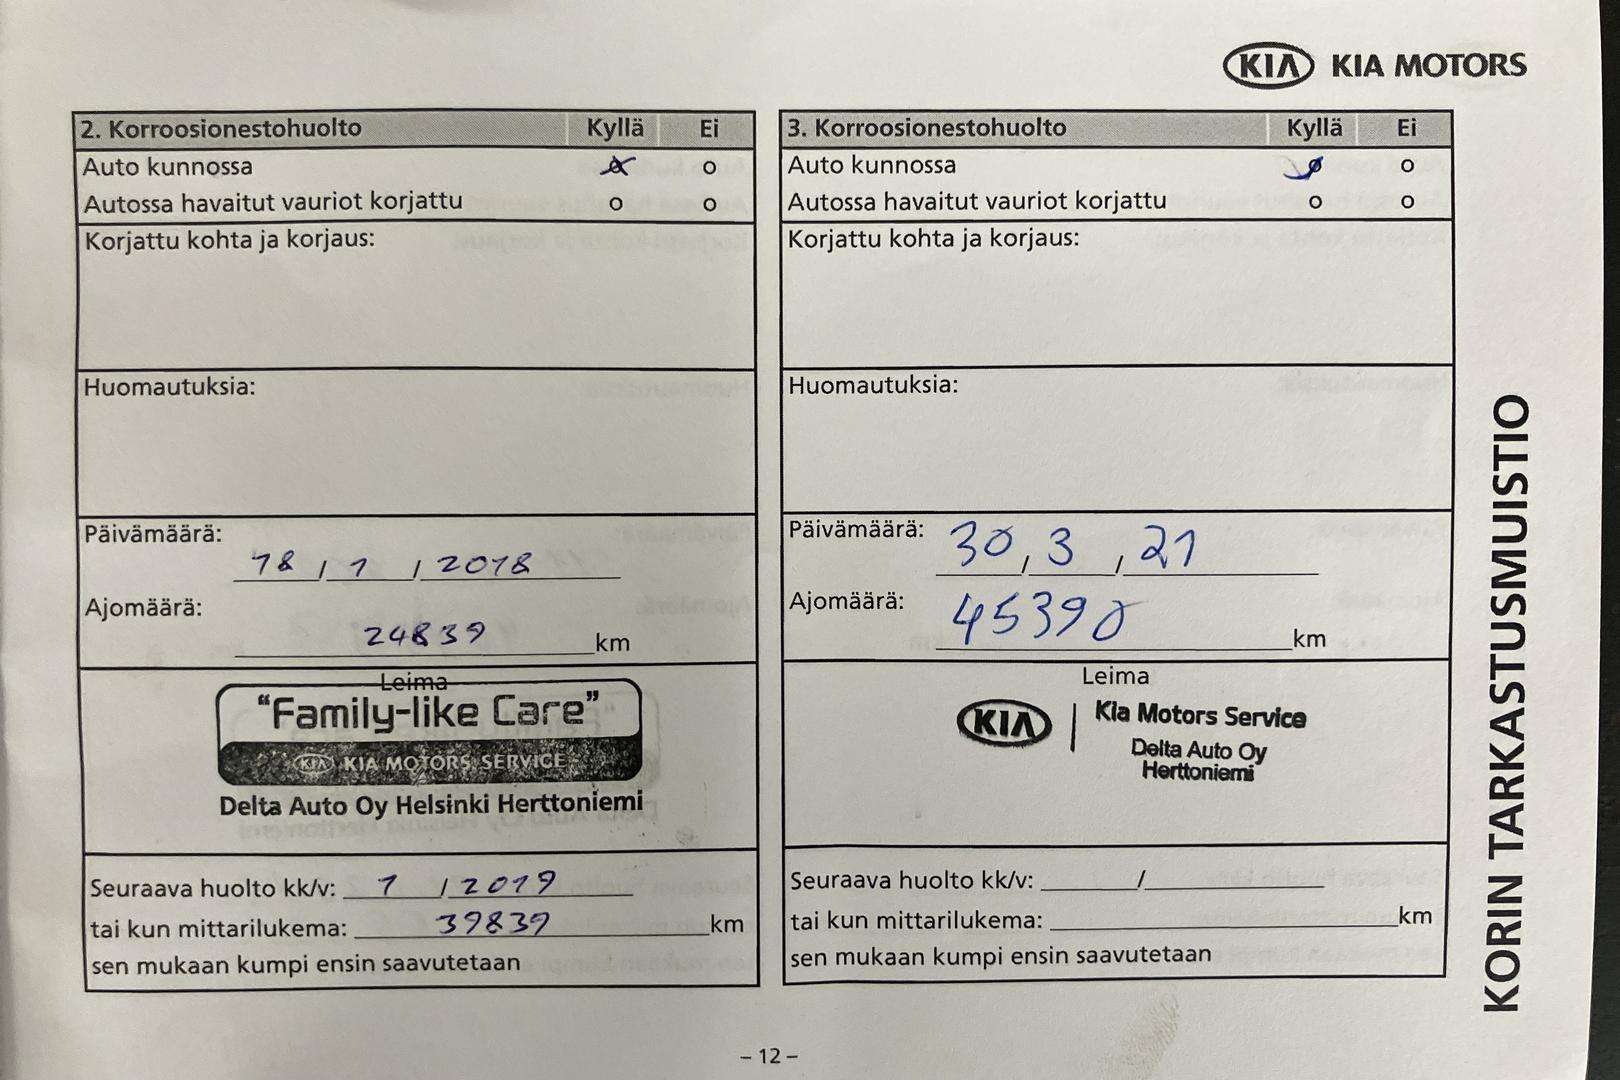 KIA KIA MOTORS
2. Korroosionestohuolto Kyllä Ei
Auto kunnossa o
Autossa havaitut vauriot korjattu o o
Korjattu kohta ja korjaus:
Huomautuksia:
Päivämäärä:
18 / 1 / 2018
Ajomäärä:
24839 km
Leima
"Family-like Care"
KIA KIA MOTORS SERVICE
Delta Auto Oy Helsinki Herttoniemi
Seuraava huolto kk/v: 1 / 2019
tai kun mittarilukema: 39839 km
sen mukaan kumpi ensin saavutetaan
3. Korroosionestohuolto Kyllä Ei
Auto kunnossa o
Autossa havaitut vauriot korjattu o o
Korjattu kohta ja korjaus:
Huomautuksia:
Päivämäärä: 30 / 3 / 21
Ajomäärä: 45390 km
Leima
KIA | Kia Motors Service
Delta Auto Oy
Herttoniemi
Seuraava huolto kk/v: /
tai kun mittarilukema: km
sen mukaan kumpi ensin saavutetaan
KORIN TARKASTUSMUISTIO
– 12 –